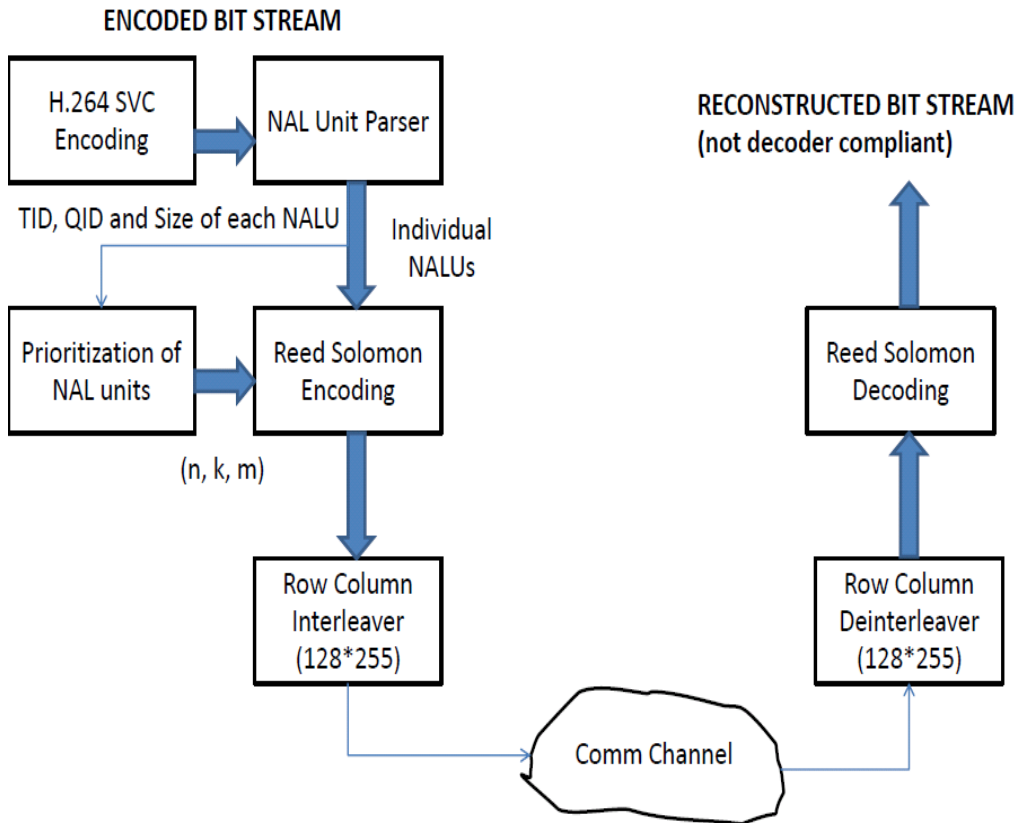 ENCODED BIT STREAM
H.264 SVC
Encoding
NAL Unit Parser
RECONSTRUCTED BIT STREAM
(not decoder compliant)
TID, QID and Size of each NALU
Individual
NALUs
Prioritization of
NAL units
Reed Solomon
Encoding
Reed Solomon
Decoding
(n, k, m)
Row Column
Interleaver
(128*255)
Row Column
Deinterleaver
(128*255)
Comm Channel